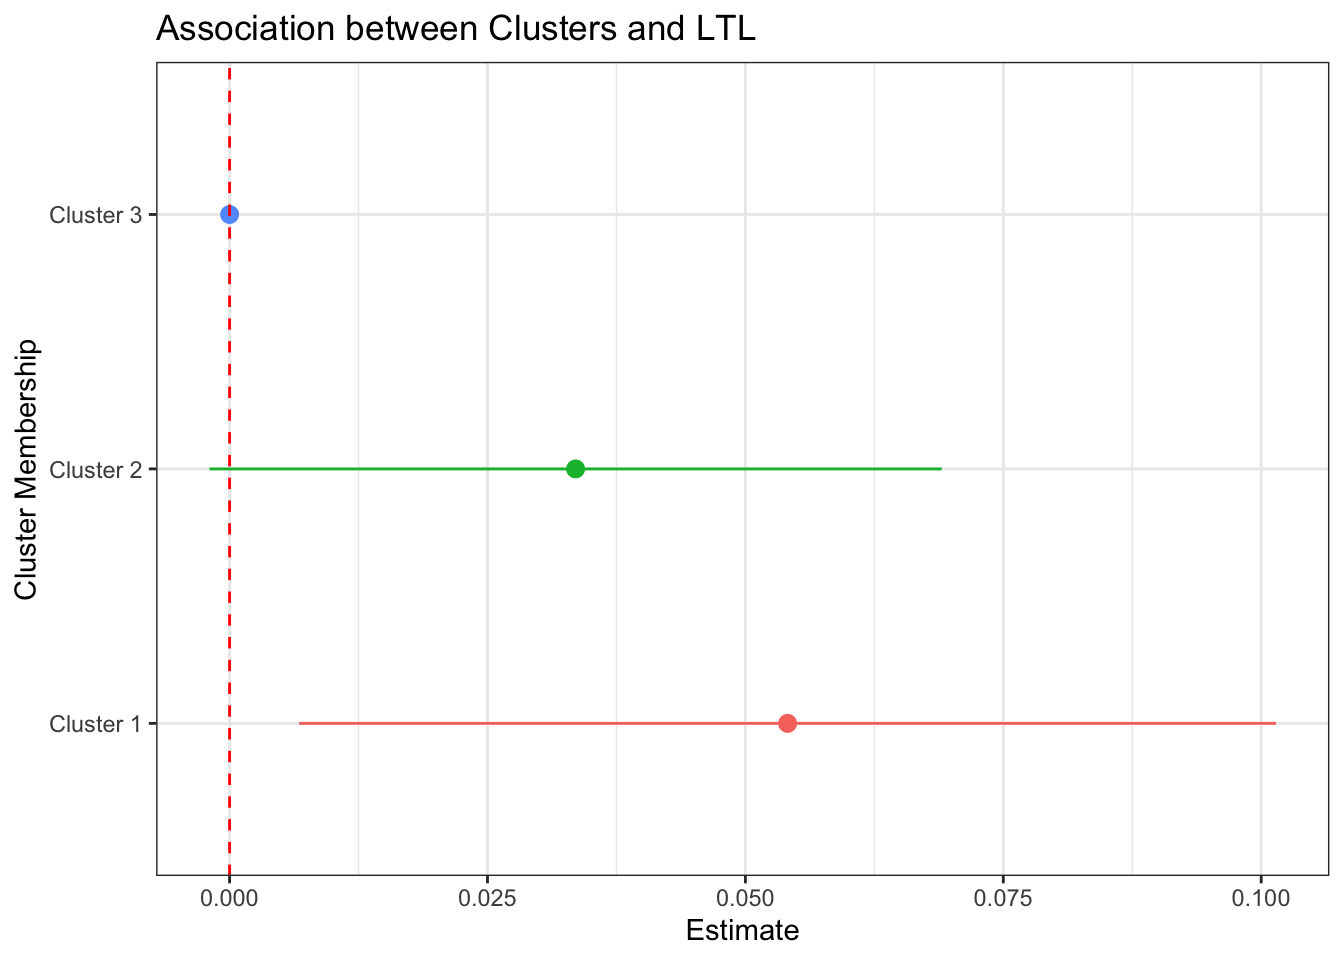 Association between Clusters and LTL
Cluster Membership
Cluster 3
Cluster 2
Cluster 1
0.000 0.025 0.050 0.075 0.100
Estimate